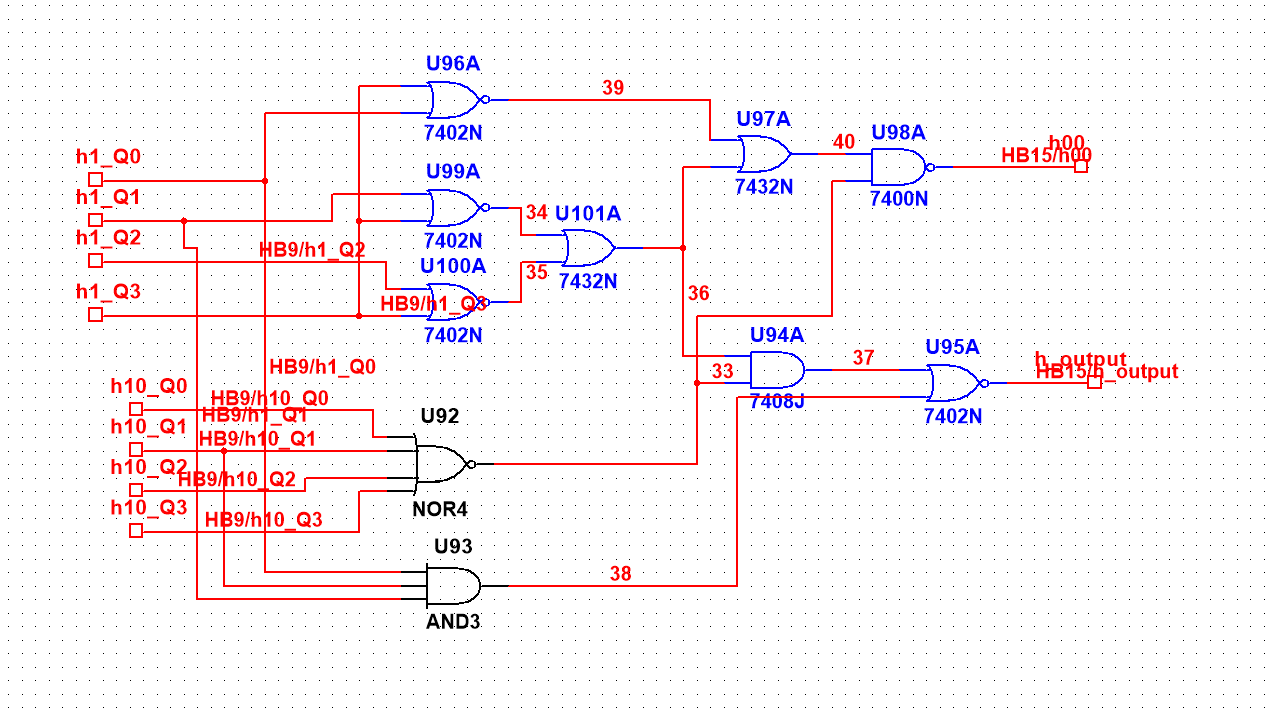 U96A
39
7402N
U97A
h1_Q0
40
U98A
h00
HB15/h00
U99A
7432N
h1_Q1
7400N
34
U101A
7402N
h1_Q2
HB9/h1_Q2
U100A
35
7432N
h1_Q3
HB9/h1_Q3
36
7402N
U94A
U95A
37
h_output
HB9/h1_Q0
33
HB15/h_output
h10_Q0
HB9/h10_Q0
7408J
HB9/h1_Q1
U92
7402N
h10_Q1
HB9/h10_Q1
h10_Q2
HB9/h10_Q2
h10_Q3
HB9/h10_Q3
NOR4
U93
38
AND3